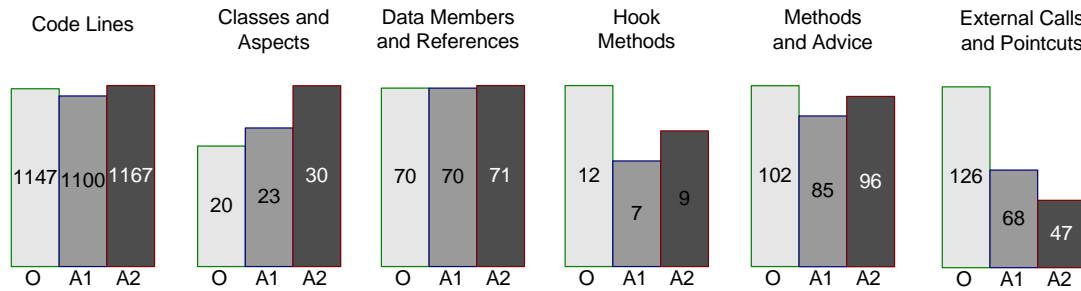 Code Lines
1147 1100 1167
O A1 A2
Classes and
Aspects
20 23 30
O A1 A2
Data Members
and References
70 70 71
O A1 A2
Hook
Methods
12 7 9
O A1 A2
Methods
and Advice
102 85 96
O A1 A2
External Calls
and Pointcuts
126 68 47
O A1 A2